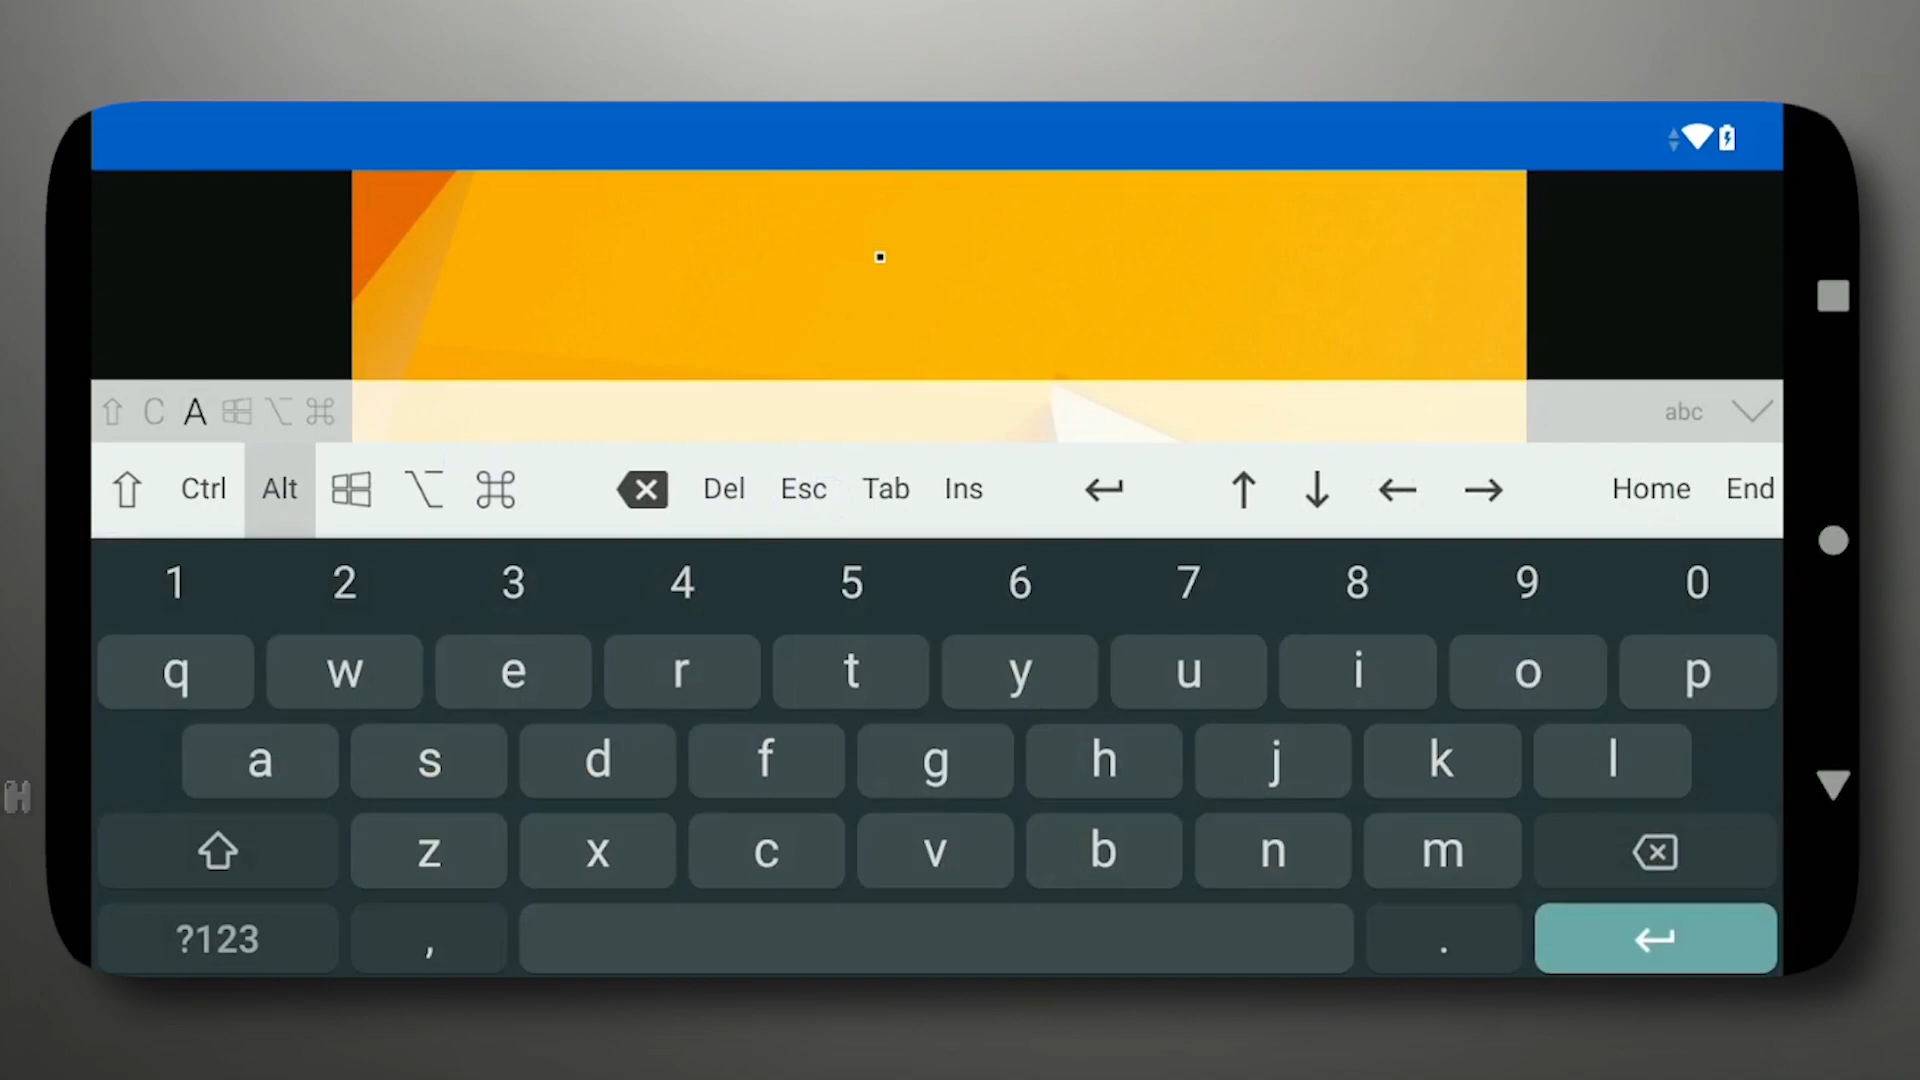 C A abc
Ctrl Alt Del Esc Tab Ins Home End
1 2 3 4 5 6 7 8 9 0
q w e r t y u i o p
a s d f g h j k l
z x c v b n m
?123 , .
H